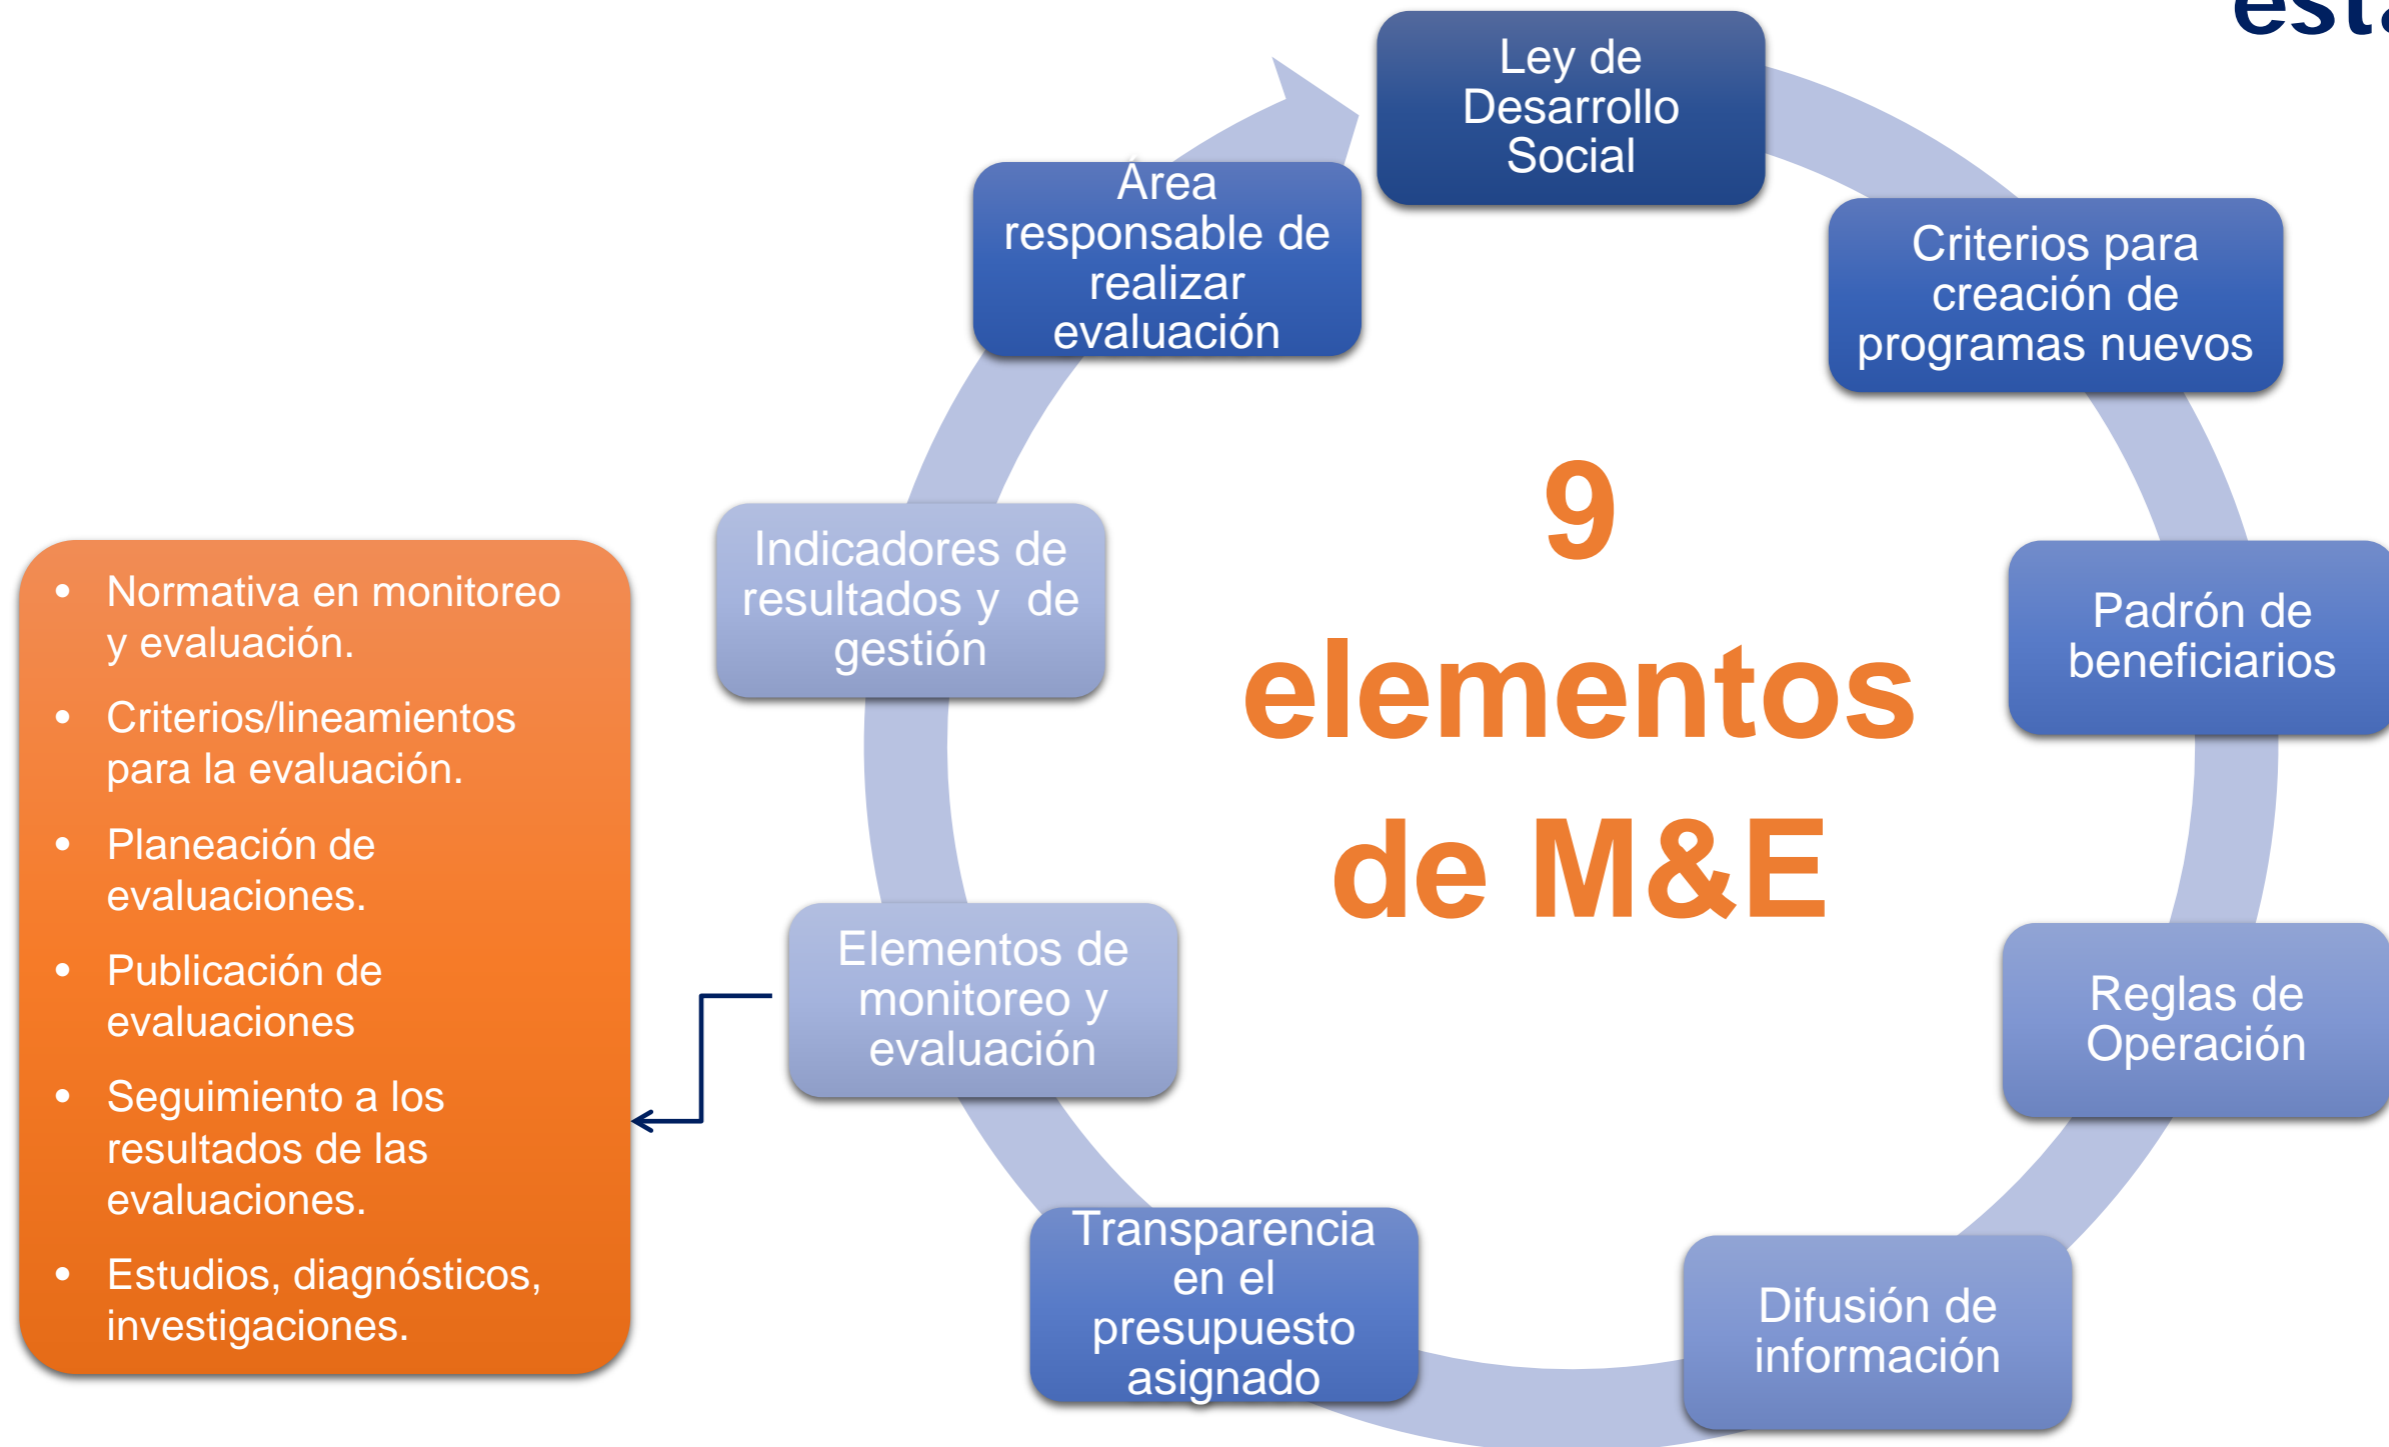 Ley de
Desarrollo
Social
Criterios para
creación de
programas nuevos
Padrón de
beneficiarios
Reglas de
Operación
Difusión de
información
Transparencia
en el
presupuesto
asignado
Elementos de
monitoreo y
evaluación
Indicadores de
resultados y  de
gestión
Área
responsable de
realizar
evaluación
9
elementos
de M&E
• Normativa en monitoreo
y evaluación.
• Criterios/lineamientos
para la evaluación.
• Planeación de
evaluaciones.
• Publicación de
evaluaciones
• Seguimiento a los
resultados de las
evaluaciones.
• Estudios, diagnósticos,
investigaciones.